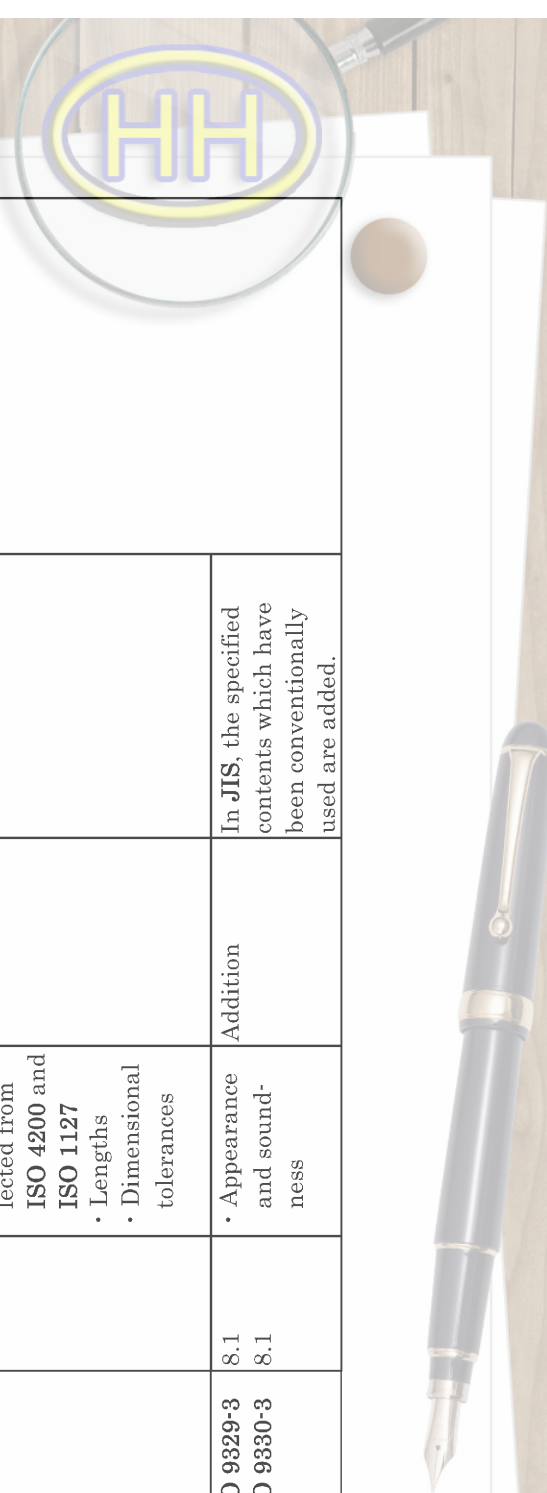 HH
lected from
ISO 4200 and
ISO 1127
· Lengths
· Dimensional
tolerances
9329-3
9330-3
8.1
8.1
· Appearance
and sound-
ness
Addition
In JIS, the specified
contents which have
been conventionally
used are added.